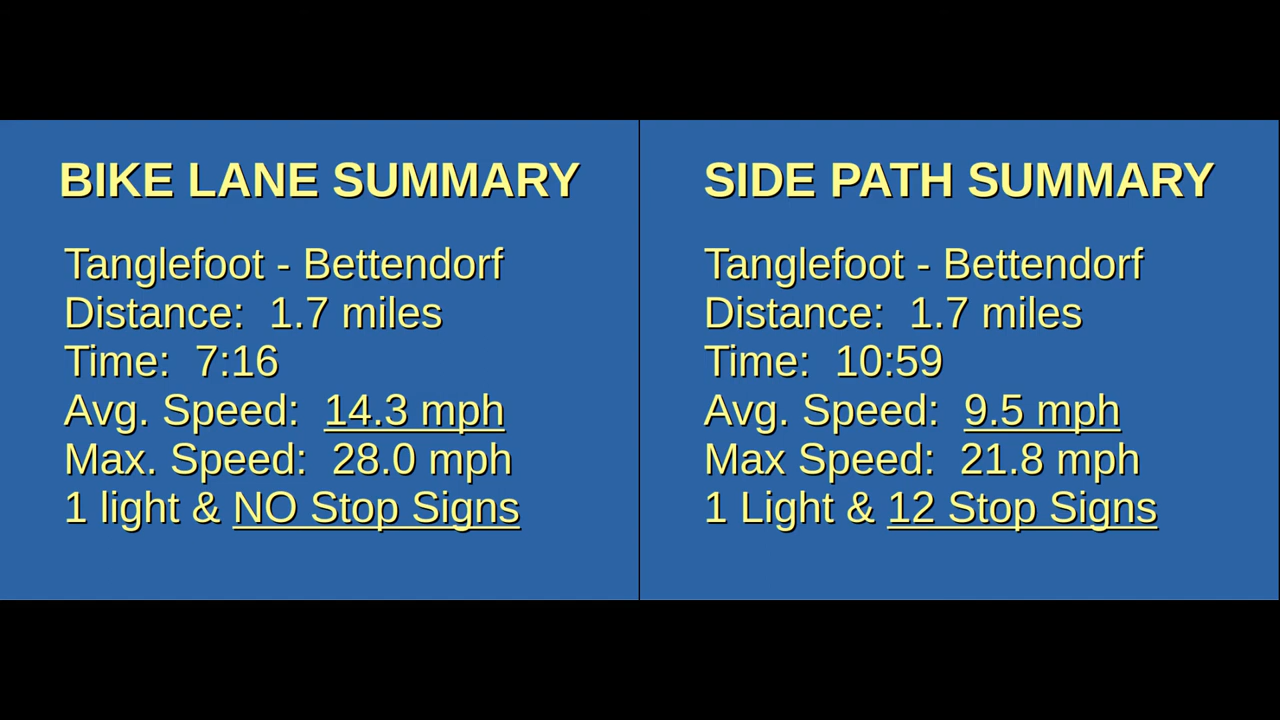 BIKE LANE SUMMARY
Tanglefoot - Bettendorf
Distance:  1.7 miles
Time:  7:16
Avg. Speed:  14.3 mph
Max. Speed:  28.0 mph
1 light & NO Stop Signs
SIDE PATH SUMMARY
Tanglefoot - Bettendorf
Distance:  1.7 miles
Time:  10:59
Avg. Speed:  9.5 mph
Max Speed:  21.8 mph
1 Light & 12 Stop Signs